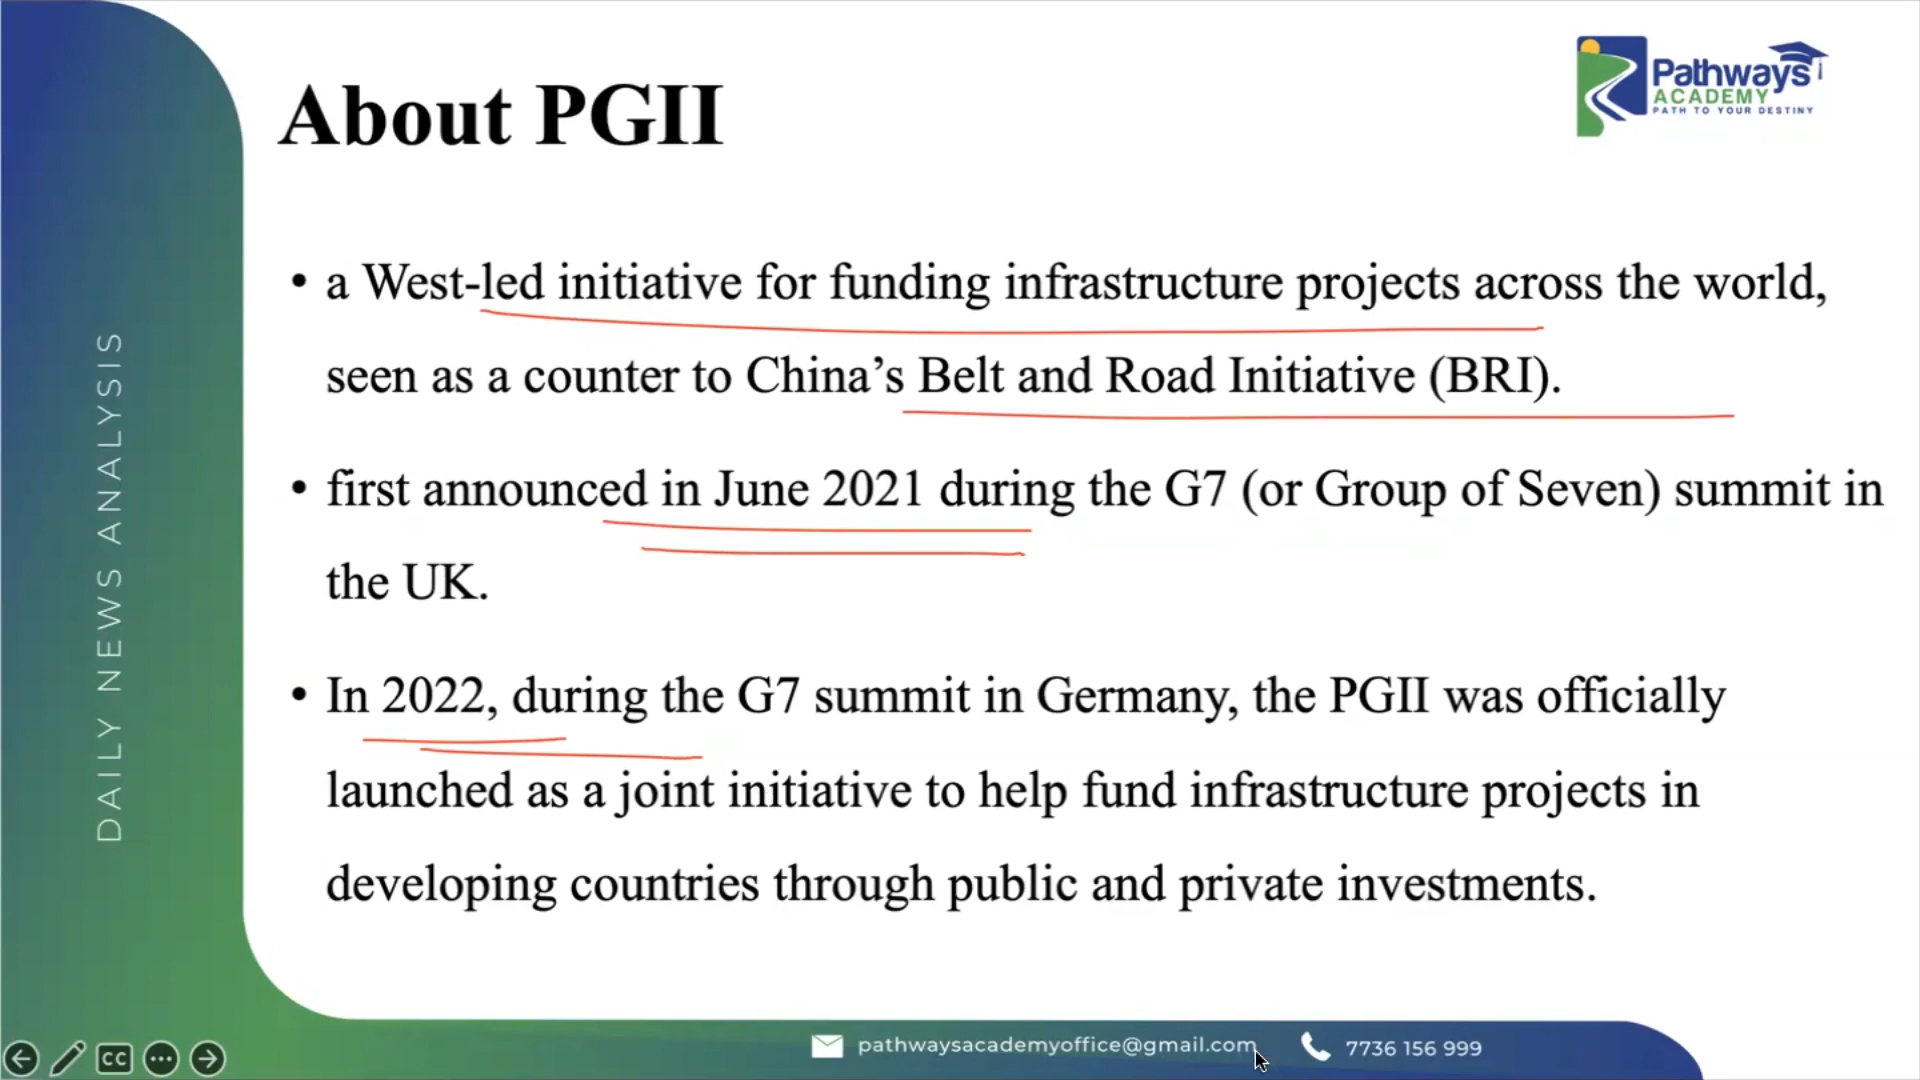 About PGII
Pathways
ACADEMY
PATH TO YOUR DESTINY
• a West-led initiative for funding infrastructure projects across the world,
seen as a counter to China’s Belt and Road Initiative (BRI).
• first announced in June 2021 during the G7 (or Group of Seven) summit in
the UK.
• In 2022, during the G7 summit in Germany, the PGII was officially
launched as a joint initiative to help fund infrastructure projects in
developing countries through public and private investments.
DAILY NEWS ANALYSIS
CC
pathwaysacademyoffice@gmail.com
7736 156 999